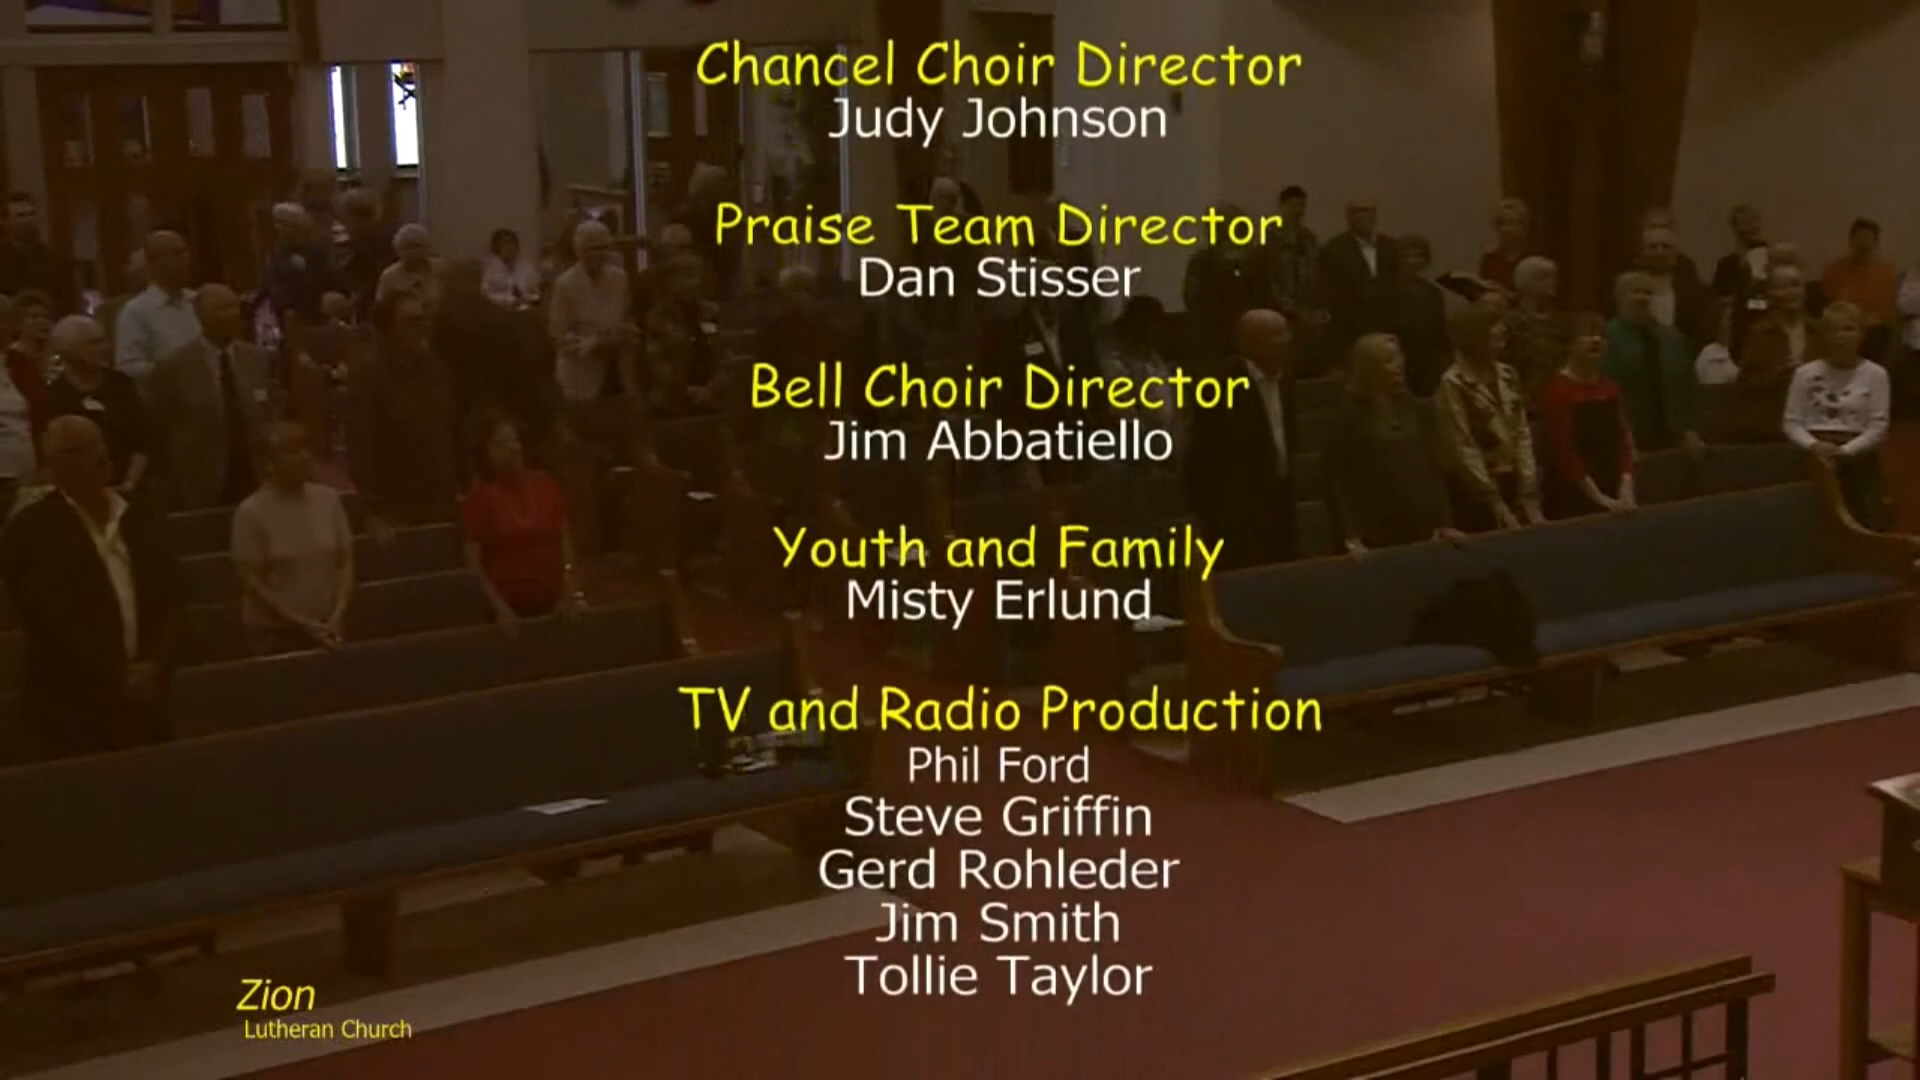 Chancel Choir Director
Judy Johnson
Praise Team Director
Dan Stisser
Bell Choir Director
Jim Abbatiello
Youth and Family
Misty Erlund
TV and Radio Production
Phil Ford
Steve Griffin
Gerd Rohleder
Jim Smith
Tollie Taylor
Zion
Lutheran Church